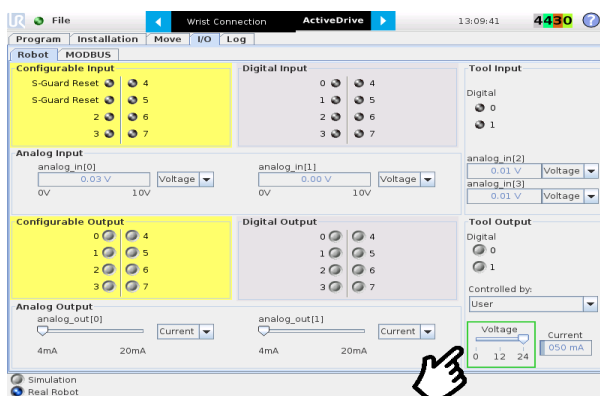 UR File Wrist Connection ActiveDrive 13:09:41 4430 ?
Program Installation Move I/O Log
Robot MODBUS
Configurable Input
S-Guard Reset 4
S-Guard Reset 5
2 6
3 7
Digital Input
0 4
1 5
2 6
3 7
Tool Input
Digital
0
1
Analog Input
analog_in[0]
0.03 V Voltage
0V 10V
analog_in[1]
0.00 V Voltage
0V 10V
analog_in[2]
0.01 V Voltage
analog_in[3]
0.01 V Voltage
Configurable Output
0 4
1 5
2 6
3 7
Digital Output
0 4
1 5
2 6
3 7
Tool Output
Digital
0
1
Controlled by:
User
Analog Output
analog_out[0]
Current
4mA 20mA
analog_out[1]
Current
4mA 20mA
Voltage
0 12 24
Current
050 mA
Simulation
Real Robot